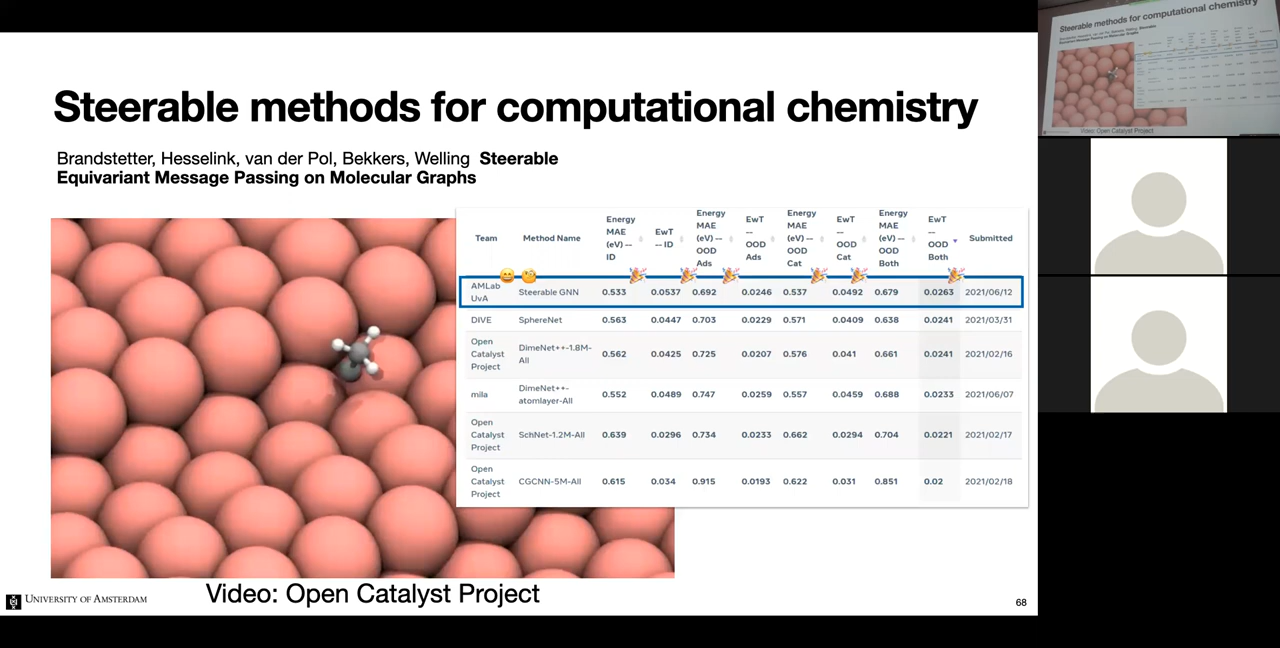 Steerable methods for computational chemistry
Brandstetter, Hesselink, van der Pol, Bekkers, Welling Steerable
Equivariant Message Passing on Molecular Graphs
Team Method Name Energy MAE (eV) -- ID EwT -- ID Energy MAE (eV) -- OOD Ads EwT -- OOD Ads Energy MAE (eV) -- OOD Cat EwT -- OOD Cat Energy MAE (eV) -- OOD Both EwT -- OOD Both Submitted
AMLab UvA Steerable GNN 0.533 0.0537 0.692 0.0246 0.537 0.0492 0.679 0.0263 2021/06/12
DIVE SphereNet 0.563 0.0447 0.703 0.0229 0.571 0.0409 0.638 0.0241 2021/03/31
Open Catalyst Project DimeNet++-1.8M-All 0.562 0.0425 0.725 0.0207 0.576 0.041 0.661 0.0241 2021/02/16
mila DimeNet++-atomlayer-All 0.552 0.0489 0.747 0.0259 0.557 0.0459 0.688 0.0233 2021/06/07
Open Catalyst Project SchNet-1.2M-All 0.639 0.0296 0.734 0.0233 0.662 0.0294 0.704 0.0221 2021/02/17
Open Catalyst Project CGCNN-5M-All 0.615 0.034 0.915 0.0193 0.622 0.031 0.851 0.02 2021/02/18
Video: Open Catalyst Project
UNIVERSITY OF AMSTERDAM
68
Steerable methods for computational chemistry
Equivariant Message Passing on Molecular Graphs
Video: Open Catalyst Project